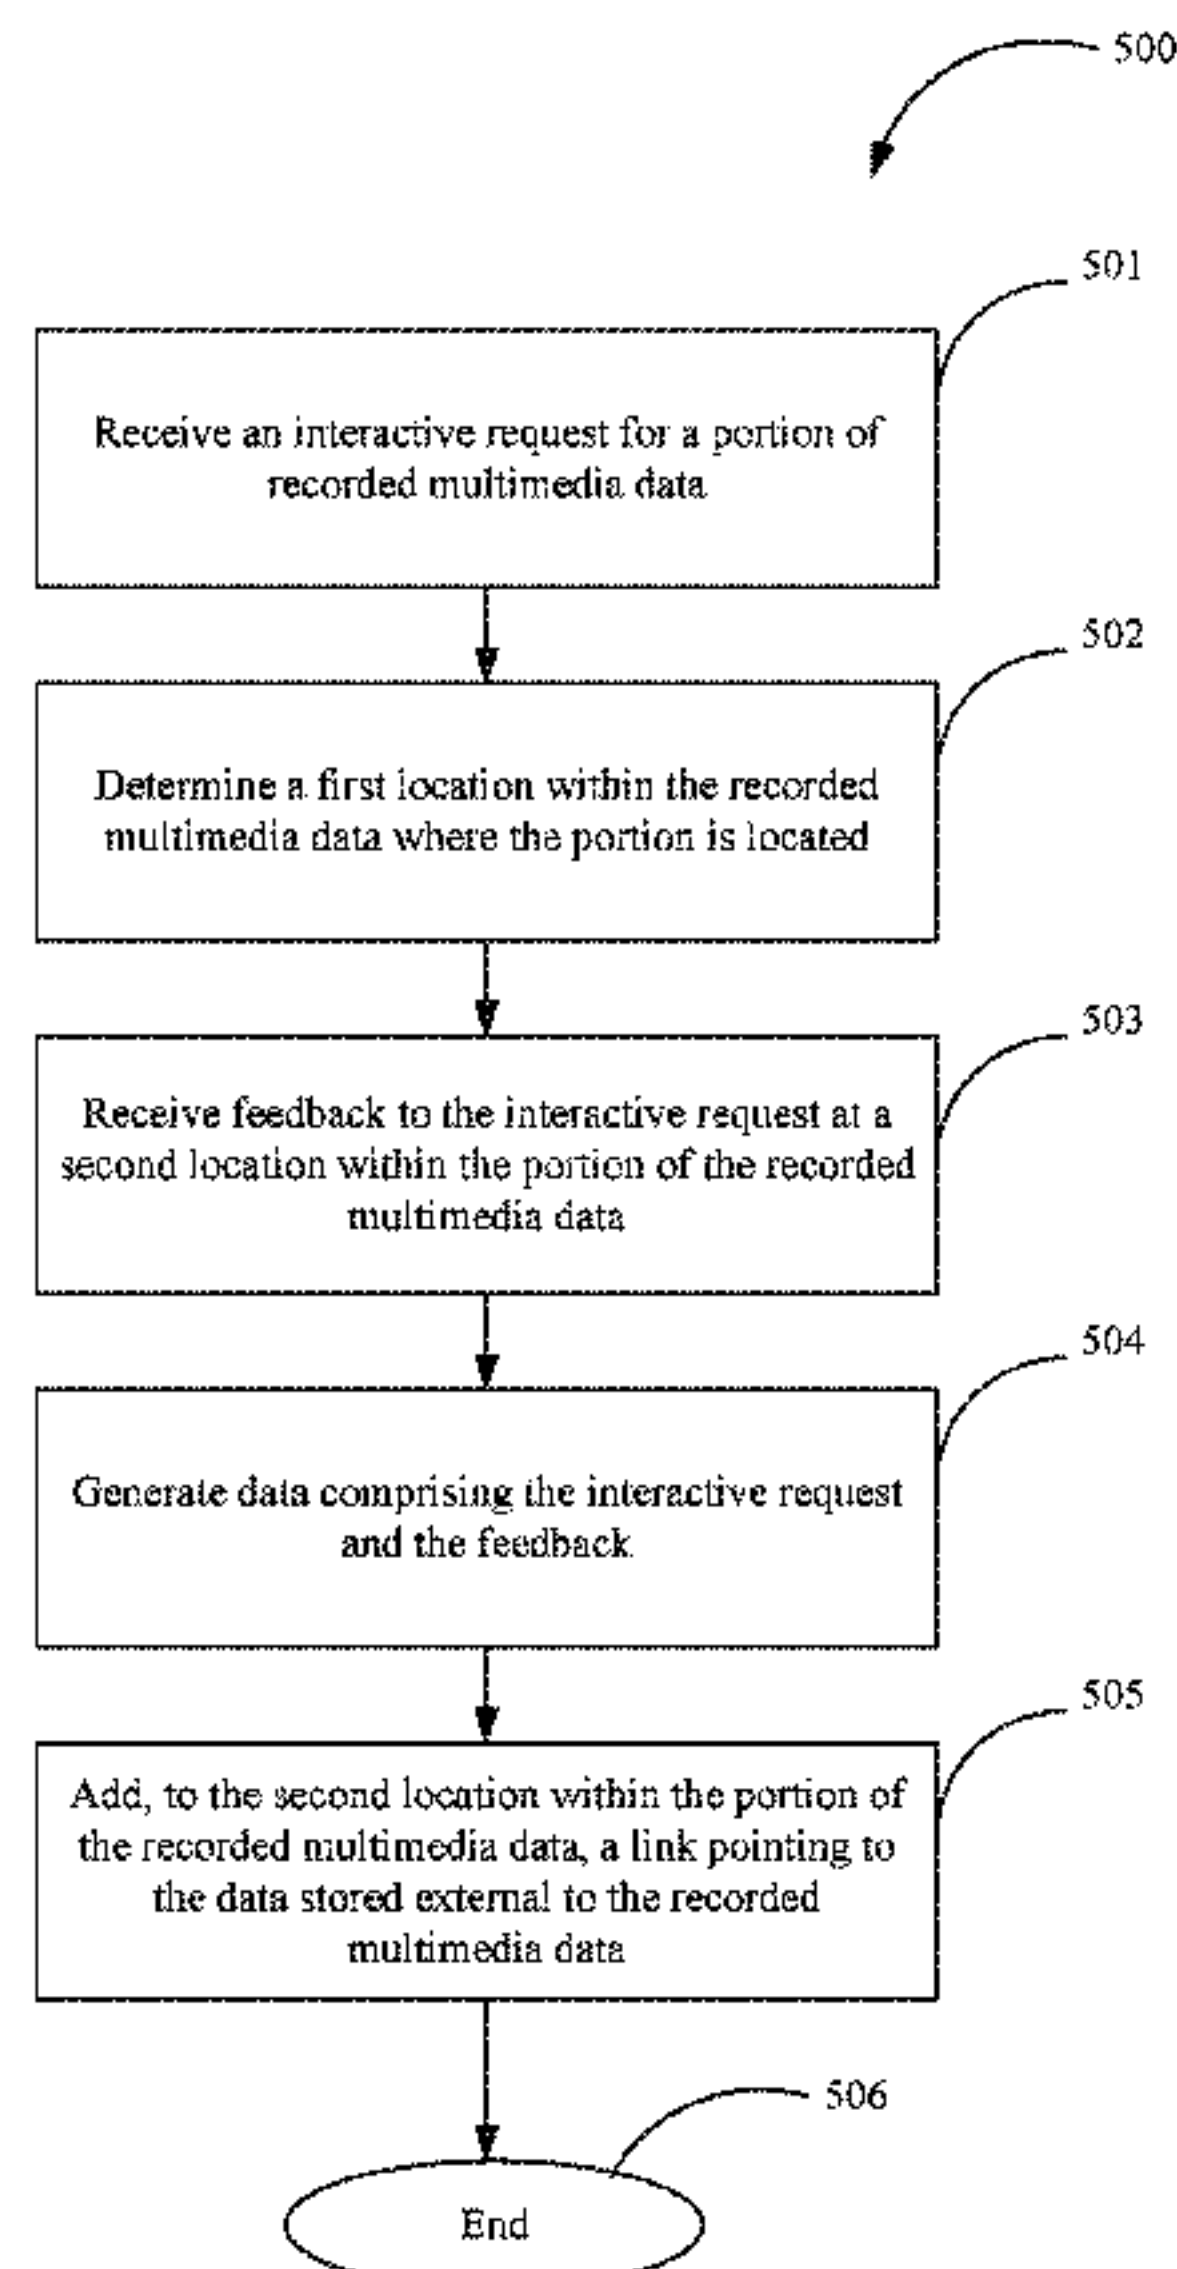 500
501
Receive an interactive request for a portion of
recorded multimedia data
502
Determine a first location within the recorded
multimedia data where the portion is located
503
Receive feedback to the interactive request at a
second location within the portion of the recorded
multimedia data
504
Generate data comprising the interactive request
and the feedback
505
Add, to the second location within the portion of
the recorded multimedia data, a link pointing to
the data stored external to the recorded
multimedia data
506
End